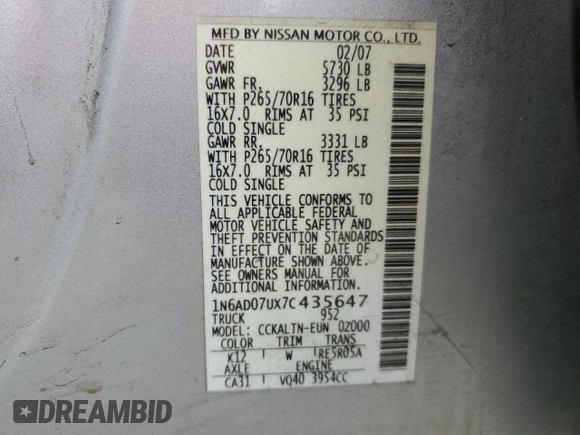 MFD BY NISSAN MOTOR CO., LTD.
DATE 02/07
GVWR 5730 LB
GAWR FR. 3296 LB
WITH P265/70R16 TIRES
16X7.0 RIMS AT 35 PSI
COLD SINGLE
GAWR RR. 3331 LB
WITH P265/70R16 TIRES
16X7.0 RIMS AT 35 PSI
COLD SINGLE
THIS VEHICLE CONFORMS TO
ALL APPLICABLE FEDERAL
MOTOR VEHICLE SAFETY AND
THEFT PREVENTION STANDARDS
IN EFFECT ON THE DATE OF
MANUFACTURE SHOWN ABOVE.
SEE OWNERS MANUAL FOR
ADDITIONAL INFORMATION.
1N6AD07UX7C435647
TRUCK 952
MODEL: CCKALTN-EUN 02000
COLOR TRIM TRANS
K12 W RE5R05A
AXLE ENGINE
CA31 VQ40 3954CC
DREAMBID